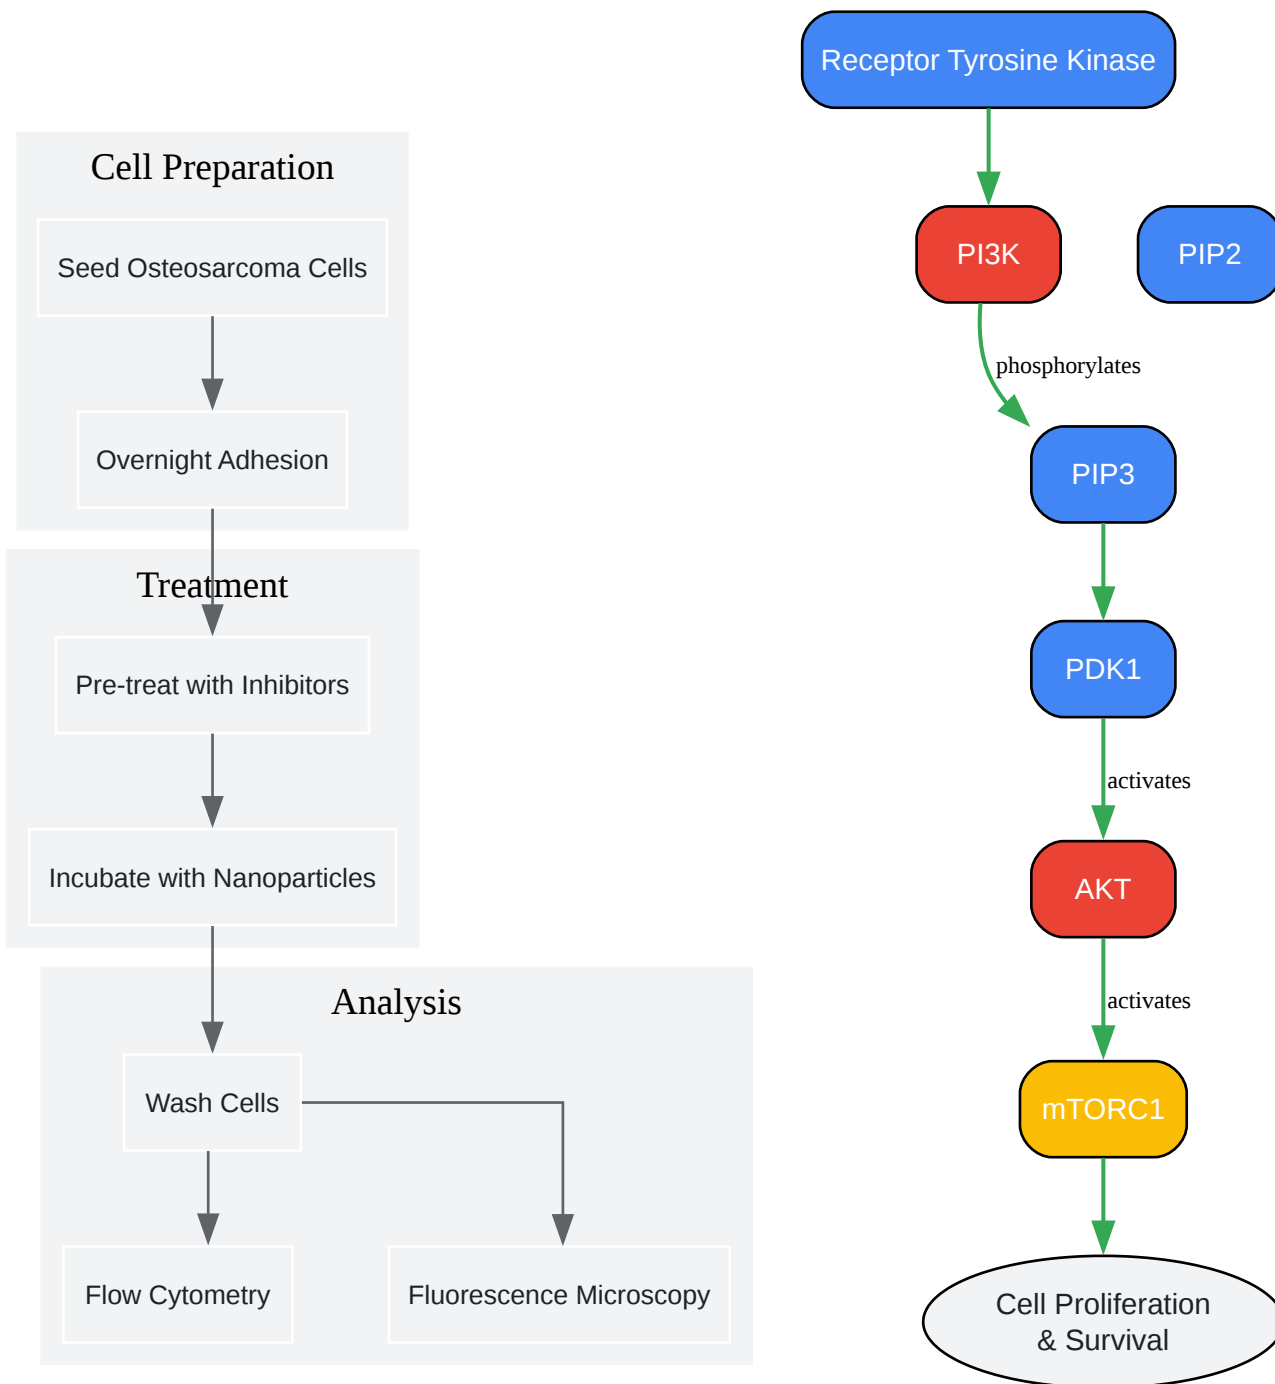 Cell Preparation
Seed Osteosarcoma Cells
Overnight Adhesion
Treatment
Pre-treat with Inhibitors
Incubate with Nanoparticles
Analysis
Wash Cells
Flow Cytometry
Fluorescence Microscopy
Receptor Tyrosine Kinase
PI3K
PIP2
phosphorylates
PIP3
PDK1
activates
AKT
activates
mTORC1
Cell Proliferation
& Survival